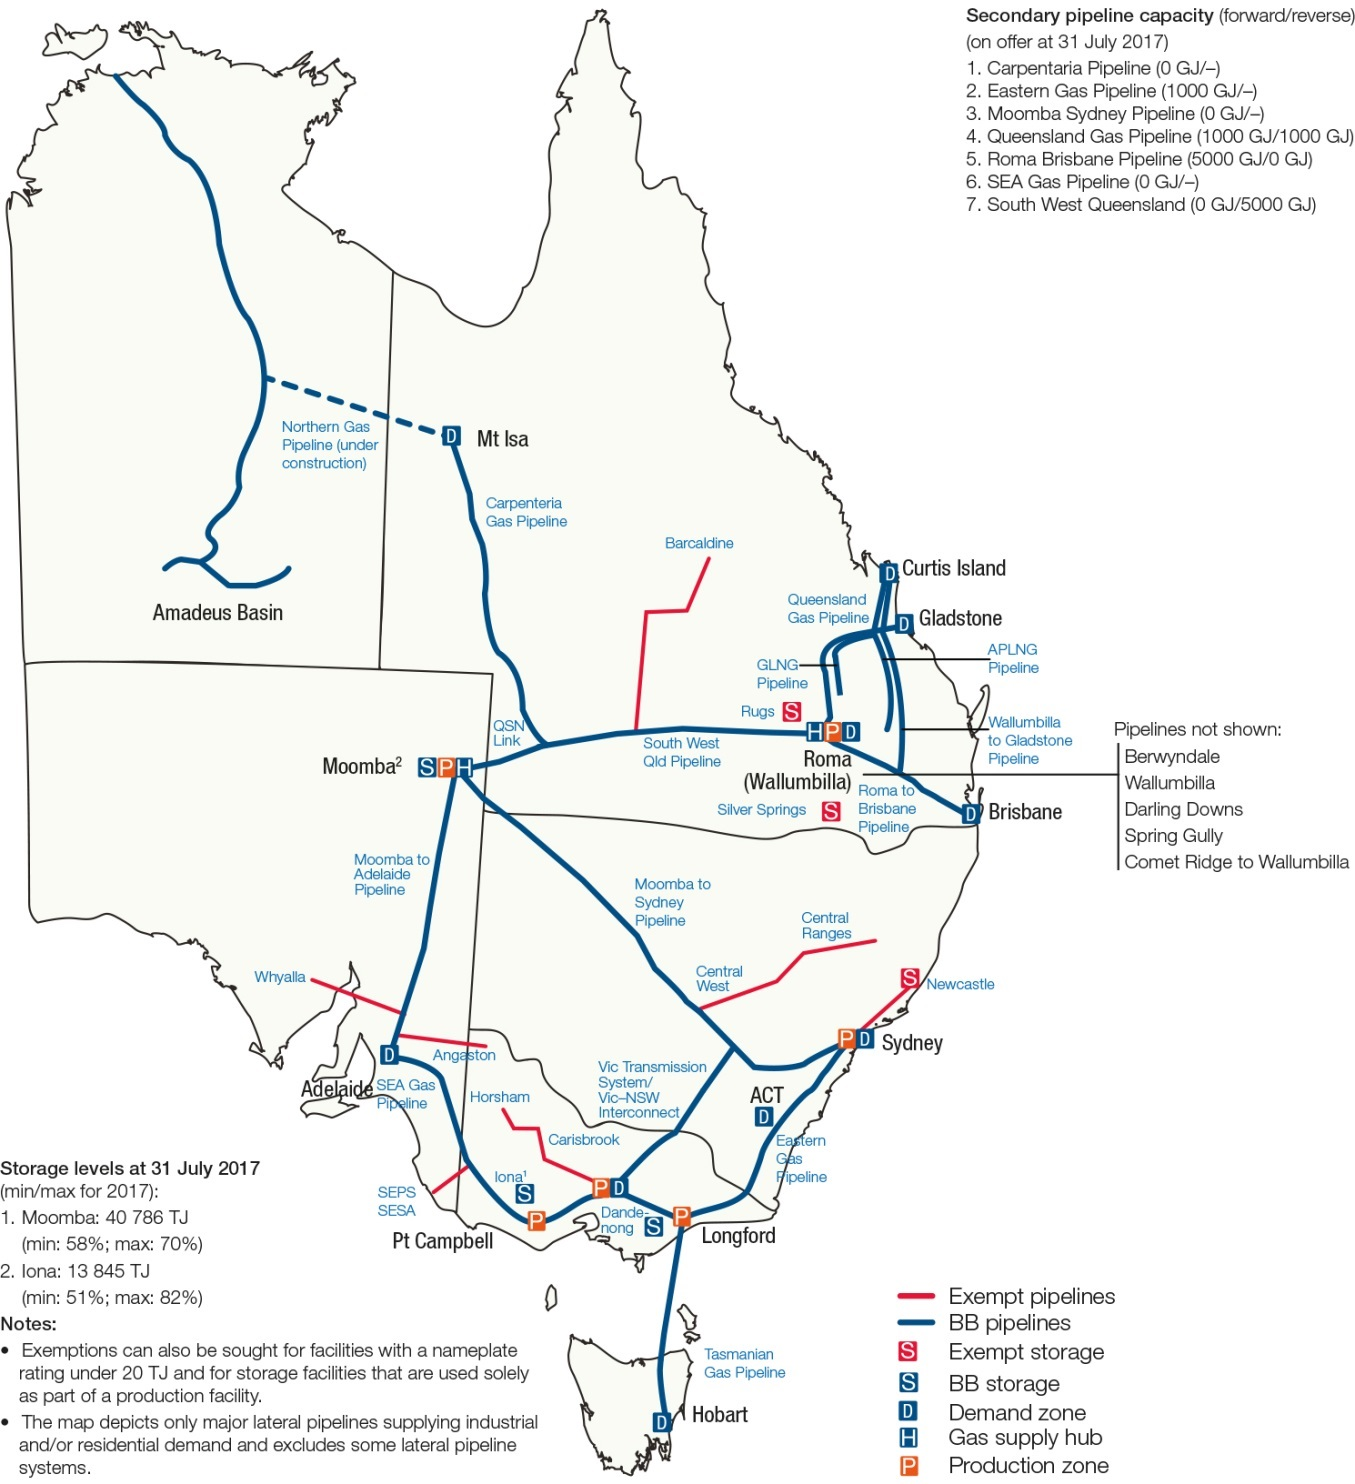 Secondary pipeline capacity (forward/reverse)
(on offer at 31 July 2017)
1. Carpentaria Pipeline (0 GJ/–)
2. Eastern Gas Pipeline (1000 GJ/–)
3. Moomba Sydney Pipeline (0 GJ/–)
4. Queensland Gas Pipeline (1000 GJ/1000 GJ)
5. Roma Brisbane Pipeline (5000 GJ/0 GJ)
6. SEA Gas Pipeline (0 GJ/–)
7. South West Queensland (0 GJ/5000 GJ)
Northern Gas
Pipeline (under
construction)
D
Mt Isa
Carpenteria
Gas Pipeline
Barcaldine
Amadeus Basin
D
Curtis Island
Queensland
Gas Pipeline
D
Gladstone
APLNG
Pipeline
GLNG
Pipeline
Rugs
S
H P D
Roma
(Wallumbilla)
Wallumbilla
to Gladstone
Pipeline
Pipelines not shown:
Berwyndale
Wallumbilla
Darling Downs
Spring Gully
Comet Ridge to Wallumbilla
QSN
Link
South West
Qld Pipeline
Moomba²
S P H
Silver Springs
S
Roma to
Brisbane
Pipeline
D
Brisbane
Moomba to
Adelaide
Pipeline
Moomba to
Sydney
Pipeline
Central
Ranges
Central
West
Whyalla
S
Newcastle
P D
Sydney
D
Angaston
Adelaide
SEA Gas
Pipeline
Horsham
Vic Transmission
System/
Vic–NSW
Interconnect
ACT
D
Carisbrook
Eastern
Gas
Pipeline
Iona¹
S
P D
SEPS
SESA
Dande-
nong
S
P
P
Pt Campbell
Longford
Storage levels at 31 July 2017
(min/max for 2017):
1. Moomba: 40 786 TJ
(min: 58%; max: 70%)
2. Iona: 13 845 TJ
(min: 51%; max: 82%)
Notes:
• Exemptions can also be sought for facilities with a nameplate
rating under 20 TJ and for storage facilities that are used solely
as part of a production facility.
• The map depicts only major lateral pipelines supplying industrial
and/or residential demand and excludes some lateral pipeline
systems.
Tasmanian
Gas Pipeline
D
Hobart
Exempt pipelines
BB pipelines
S Exempt storage
S BB storage
D Demand zone
H Gas supply hub
P Production zone